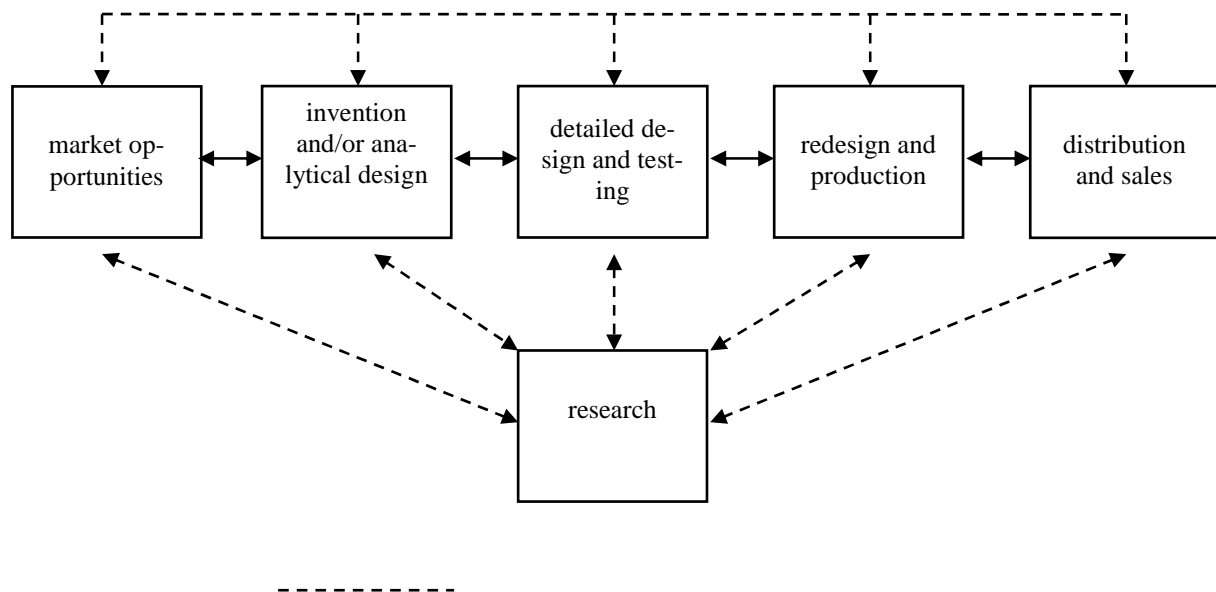 market op-
portunities
invention
and/or ana-
lytical design
detailed de-
sign and test-
ing
redesign and
production
distribution
and sales
research